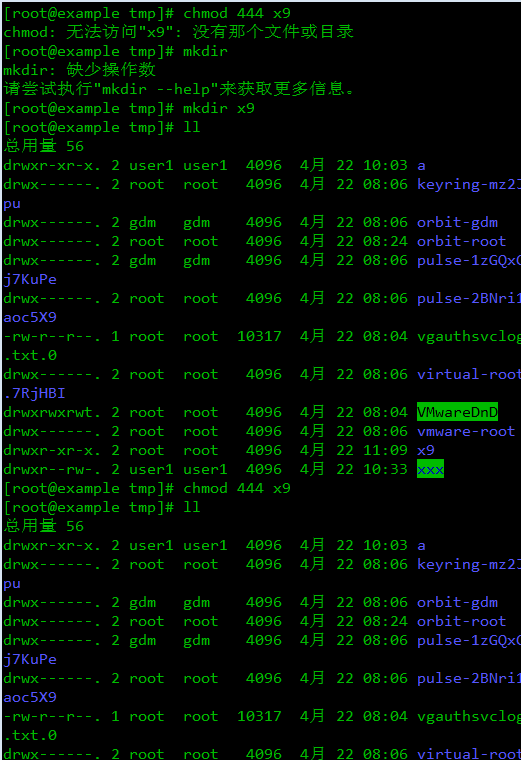 [root@example tmp]# chmod 444 x9
chmod: 无法访问"x9": 没有那个文件或目录
[root@example tmp]# mkdir
mkdir: 缺少操作数
请尝试执行"mkdir --help"来获取更多信息。
[root@example tmp]# mkdir x9
[root@example tmp]# ll
总用量 56
drwxr-xr-x. 2 user1 user1  4096  4月 22 10:03 a
drwx------. 2 root  root   4096  4月 22 08:06 keyring-mz2I
pu
drwx------. 2 gdm   gdm    4096  4月 22 08:06 orbit-gdm
drwx------. 2 root  root   4096  4月 22 08:24 orbit-root
drwx------. 2 gdm   gdm    4096  4月 22 08:06 pulse-1zGQxG
j7KuPe
drwx------. 2 root  root   4096  4月 22 08:06 pulse-2BNri1
aoc5X9
-rw-r--r--. 1 root  root  10317  4月 22 08:04 vgauthsvclog
.txt.0
drwx------. 2 root  root   4096  4月 22 08:06 virtual-root
.7RjHBI
drwxrwxrwt. 2 root  root   4096  4月 22 08:04 VMwareDnD
drwx------. 2 root  root   4096  4月 22 08:06 vmware-root
drwxr-xr-x. 2 root  root   4096  4月 22 11:09 x9
drwxr--rw-. 2 user1 user1  4096  4月 22 10:33 xxx
[root@example tmp]# chmod 444 x9
[root@example tmp]# ll
总用量 56
drwxr-xr-x. 2 user1 user1  4096  4月 22 10:03 a
drwx------. 2 root  root   4096  4月 22 08:06 keyring-mz2I
pu
drwx------. 2 gdm   gdm    4096  4月 22 08:06 orbit-gdm
drwx------. 2 root  root   4096  4月 22 08:24 orbit-root
drwx------. 2 gdm   gdm    4096  4月 22 08:06 pulse-1zGQxG
j7KuPe
drwx------. 2 root  root   4096  4月 22 08:06 pulse-2BNri1
aoc5X9
-rw-r--r--. 1 root  root  10317  4月 22 08:04 vgauthsvclog
.txt.0
drwx------. 2 root  root   4096  4月 22 08:06 virtual-root